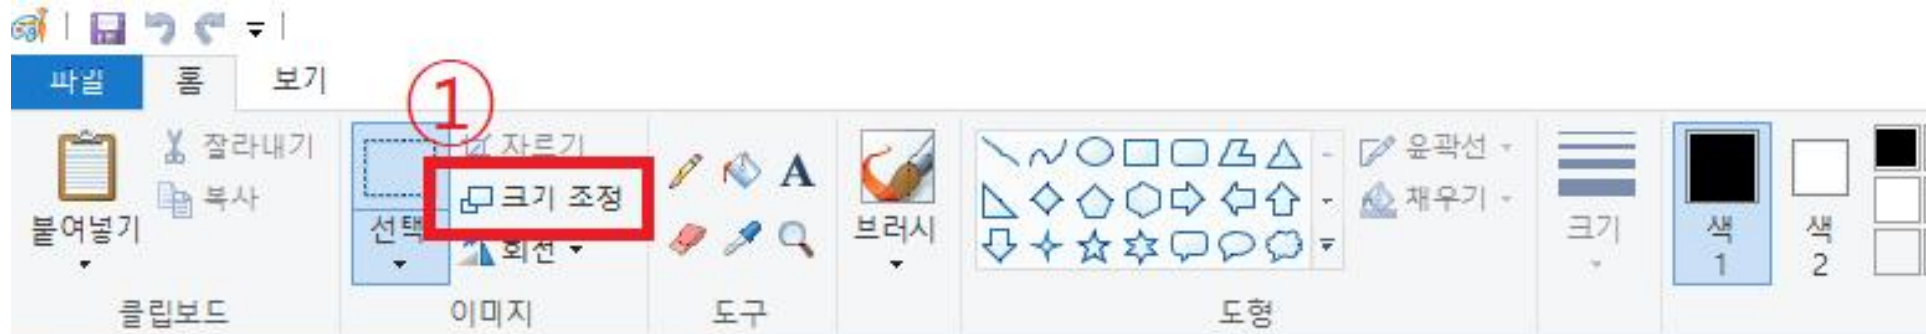 파일 홈 보기
①
잘라내기 자르기
크기 조정
복사
붙여넣기 선택 회전
A
브러시
윤곽선
채우기
크기
색 1
색 2
클립보드 이미지 도구 도형